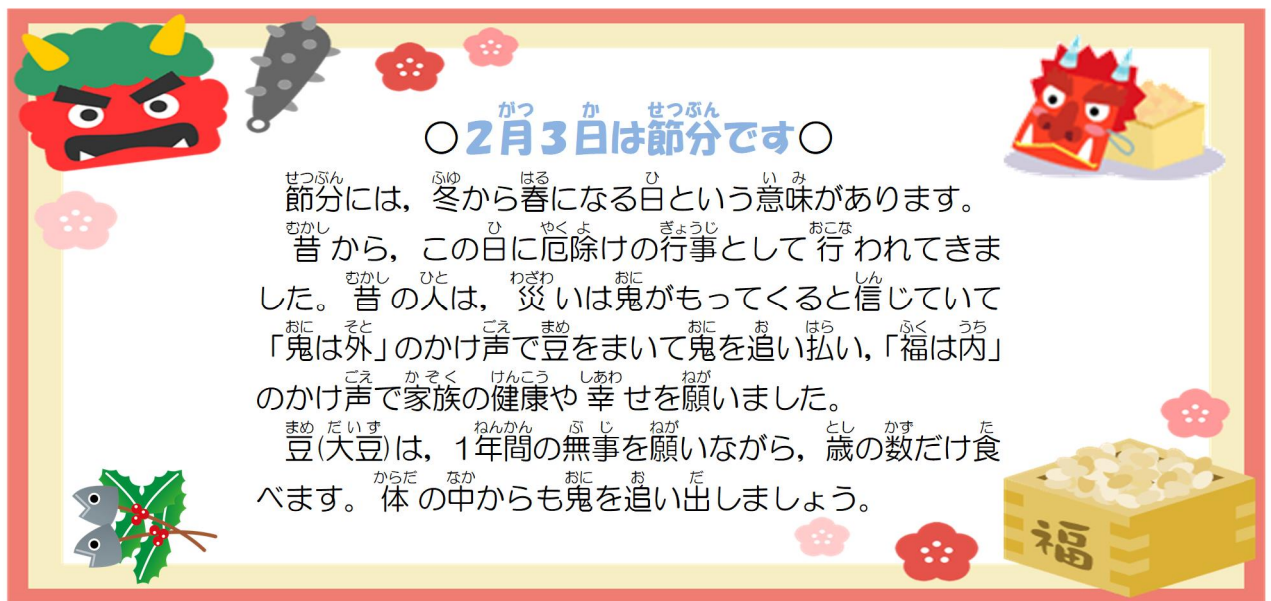 ○2月3日は節分です○
節分には,冬から春になる日という意味があります。
昔から,この日に厄除けの行事として行われてきま
した。昔の人は,災いは鬼がもってくると信じていて
「鬼は外」のかけ声で豆をまいて鬼を追い払い,「福は内」
のかけ声で家族の健康や幸せを願いました。
豆(大豆)は,1年間の無事を願いながら,歳の数だけ食
べます。体の中からも鬼を追い出しましょう。
福